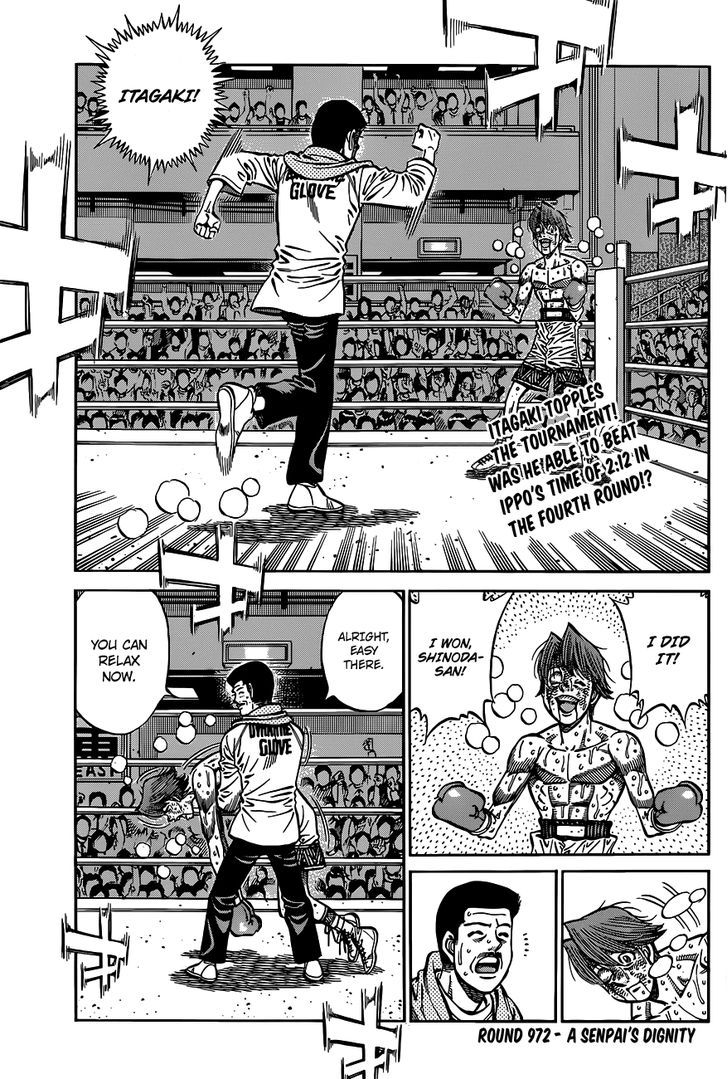 ITAGAKI!
GLOVE
ITAGAKI TOPPLES
THE TOURNAMENT!
WAS HE ABLE TO BEAT
IPPO'S TIME OF 2:12 IN
THE FOURTH ROUND!?
I DID
IT!
I WON,
SHINODA-
SAN!
ALRIGHT,
EASY
THERE.
YOU CAN
RELAX
NOW.
GLOVE
EAST
ROUND 972 - A SENPAI'S DIGNITY